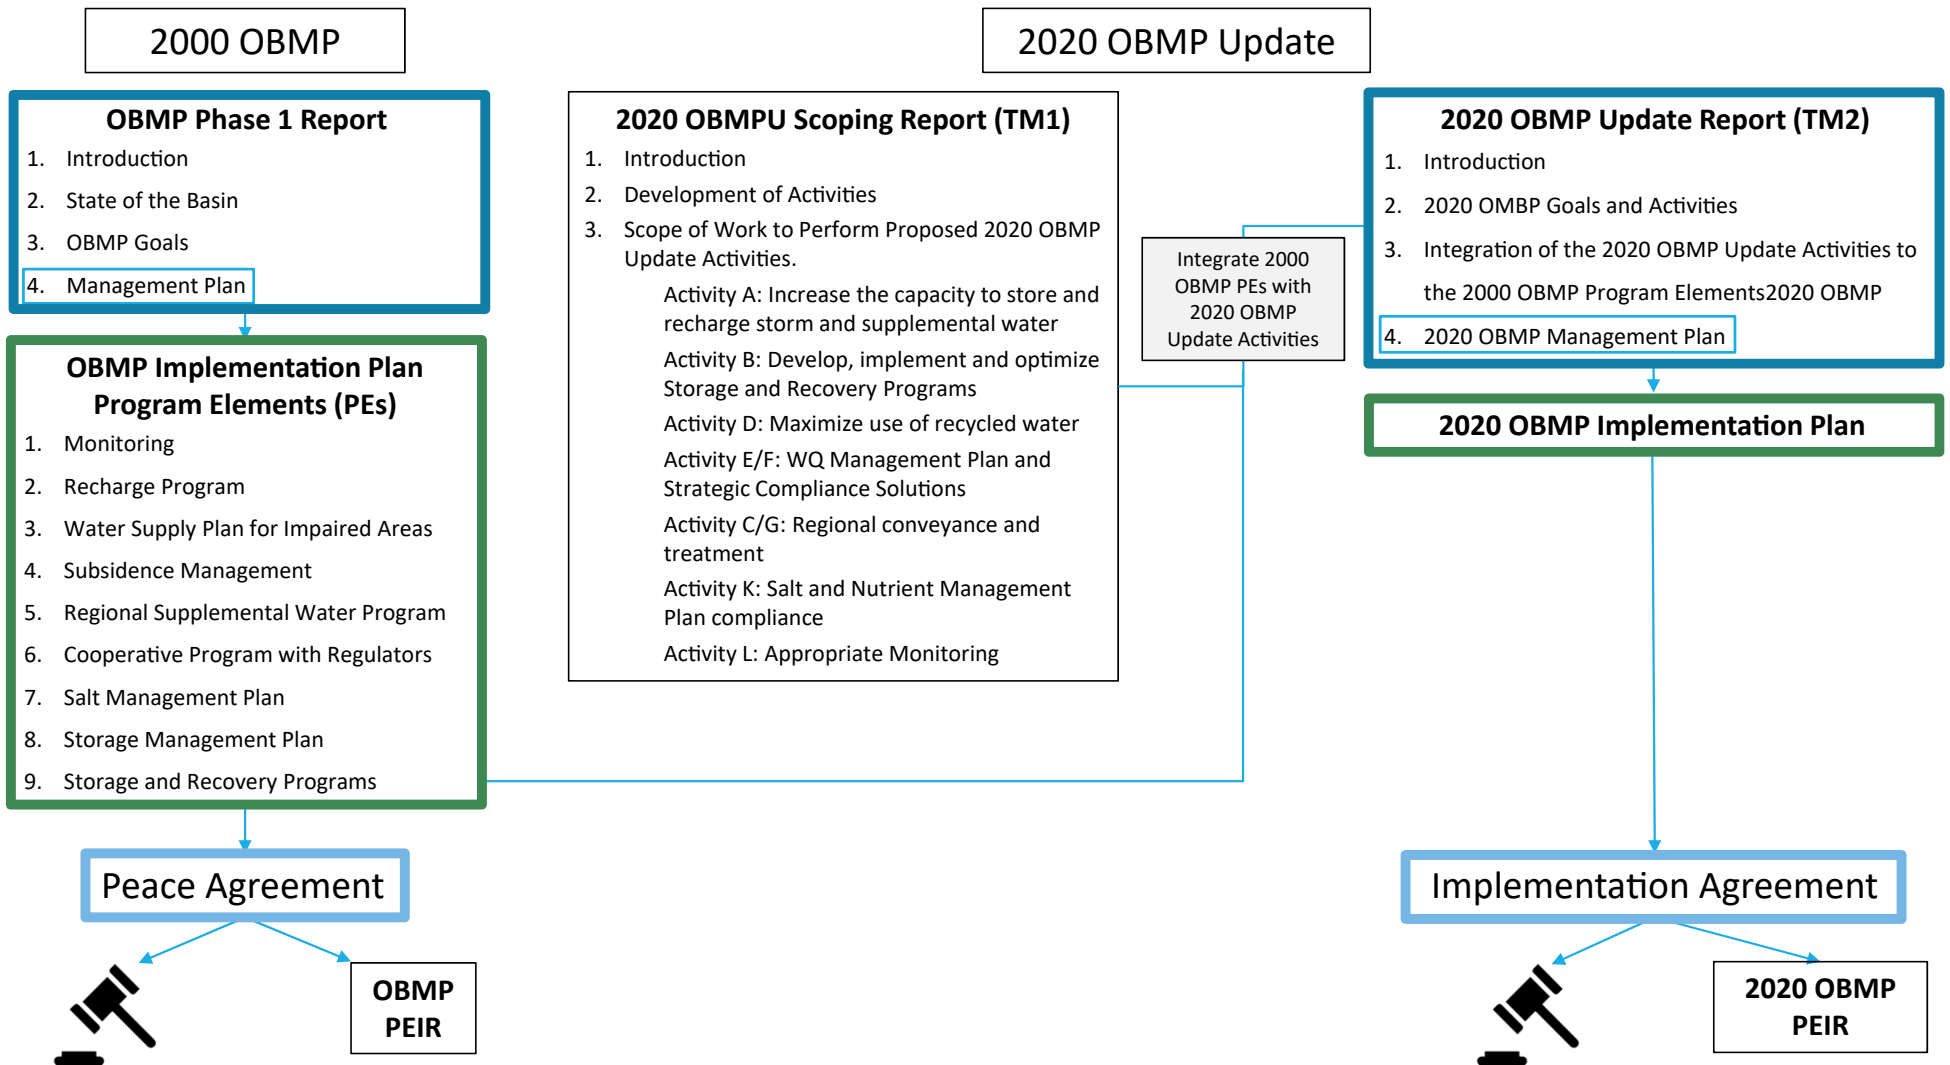 2000 OBMP
2020 OBMP Update
OBMP Phase 1 Report
1. Introduction
2. State of the Basin
3. OBMP Goals
4. Management Plan
OBMP Implementation Plan
Program Elements (PEs)
1. Monitoring
2. Recharge Program
3. Water Supply Plan for Impaired Areas
4. Subsidence Management
5. Regional Supplemental Water Program
6. Cooperative Program with Regulators
7. Salt Management Plan
8. Storage Management Plan
9. Storage and Recovery Programs
Peace Agreement
OBMP
PEIR
2020 OBMPU Scoping Report (TM1)
1. Introduction
2. Development of Activities
3. Scope of Work to Perform Proposed 2020 OBMP
Update Activities.
Activity A: Increase the capacity to store and
recharge storm and supplemental water
Activity B: Develop, implement and optimize
Storage and Recovery Programs
Activity D: Maximize use of recycled water
Activity E/F: WQ Management Plan and
Strategic Compliance Solutions
Activity C/G: Regional conveyance and
treatment
Activity K: Salt and Nutrient Management
Plan compliance
Activity L: Appropriate Monitoring
Integrate 2000
OBMP PEs with
2020 OBMP
Update Activities
2020 OBMP Update Report (TM2)
1. Introduction
2. 2020 OMBP Goals and Activities
3. Integration of the 2020 OBMP Update Activities to
the 2000 OBMP Program Elements2020 OBMP
4. 2020 OBMP Management Plan
2020 OBMP Implementation Plan
Implementation Agreement
2020 OBMP
PEIR